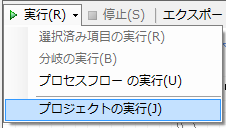 実行(R) 停止(S) エクスポー
選択済み項目の実行(R)
分岐の実行(B)
プロセスフロー の実行(U)
プロジェクトの実行(J)